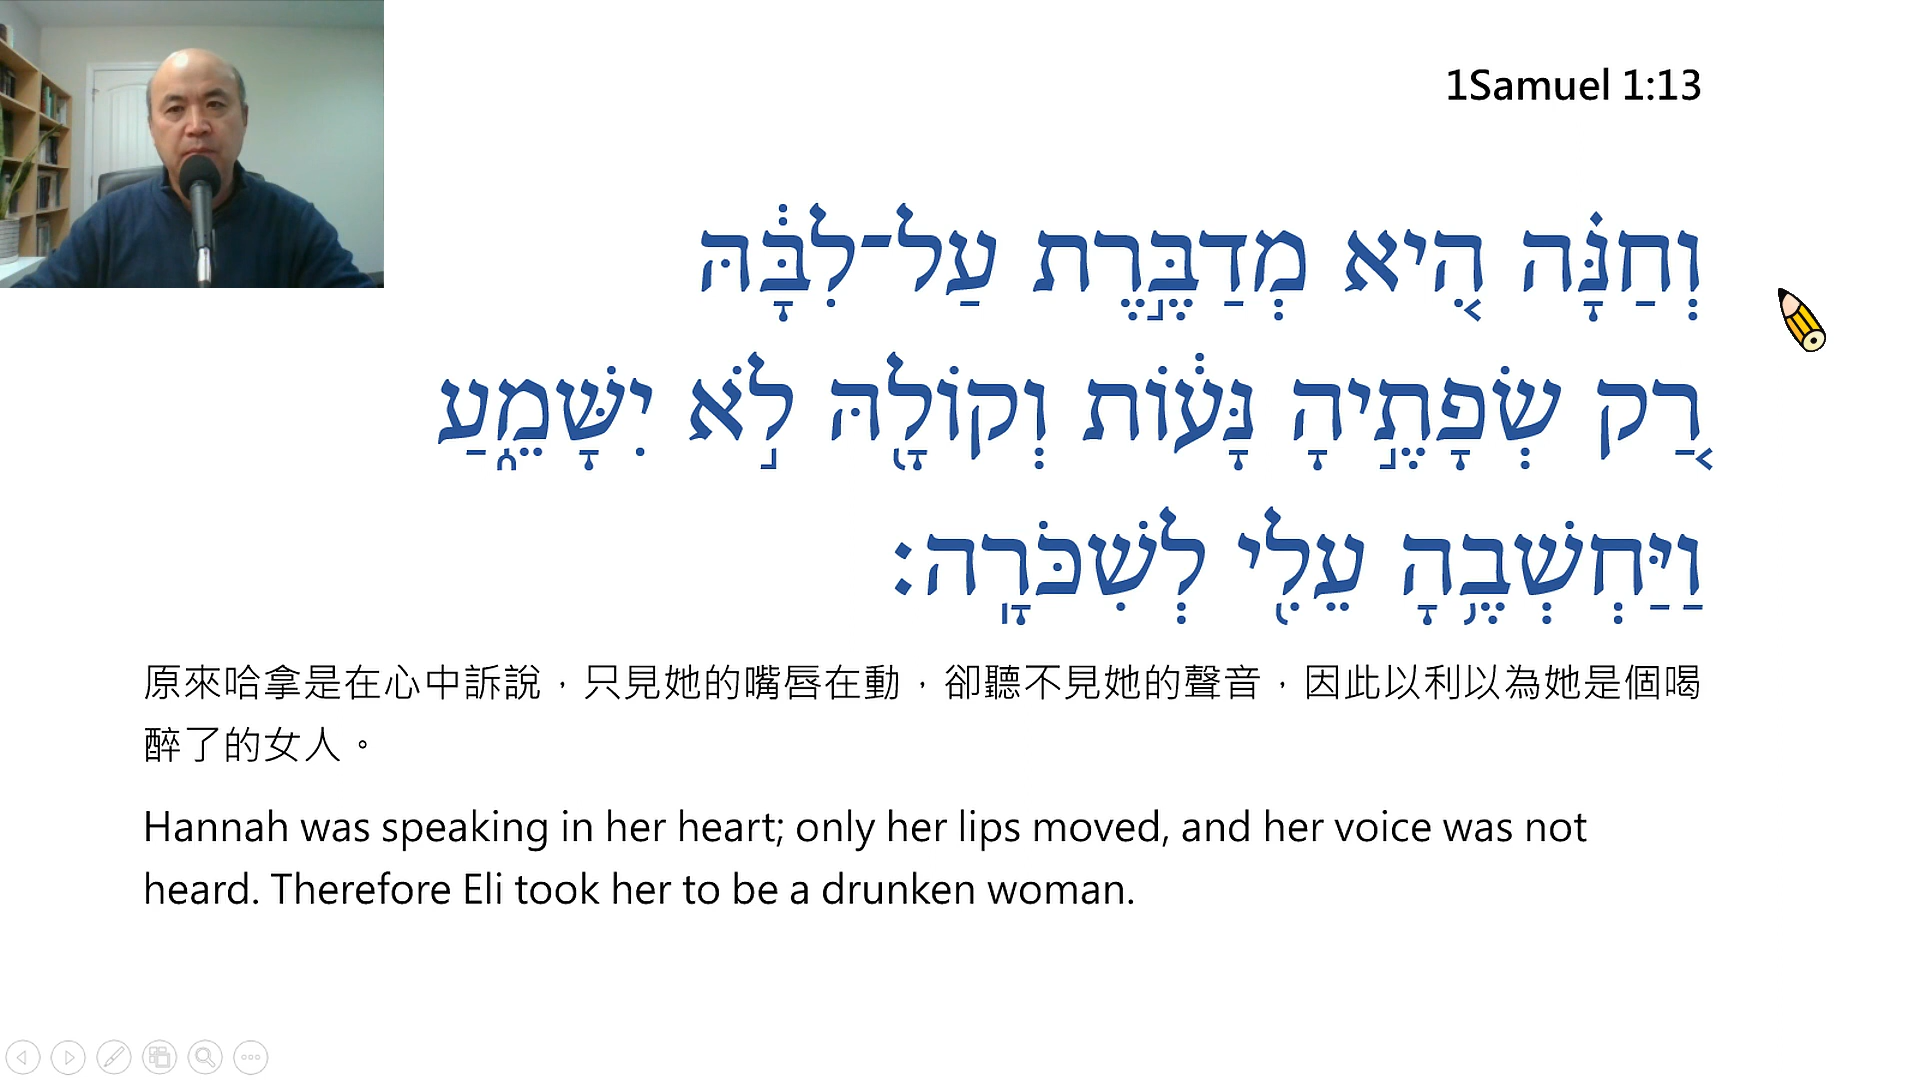 1Samuel 1:13
וְחַנָּ֗ה הִ֚יא מְדַבֶּ֣רֶת עַל־לִבָּ֔הּ
רַ֚ק שְׂפָתֶ֣יהָ נָּע֔וֹת וְקוֹלָ֖הּ לֹ֣א יִשָּׁמֵ֑עַ
וַיַּחְשְׁבֶ֥הָ עֵלִ֖י לְשִׁכֹּרָֽה׃
原來哈拿是在心中訴說，只見她的嘴唇在動，卻聽不見她的聲音，因此以利以為她是個喝
醉了的女人。
Hannah was speaking in her heart; only her lips moved, and her voice was not
heard. Therefore Eli took her to be a drunken woman.